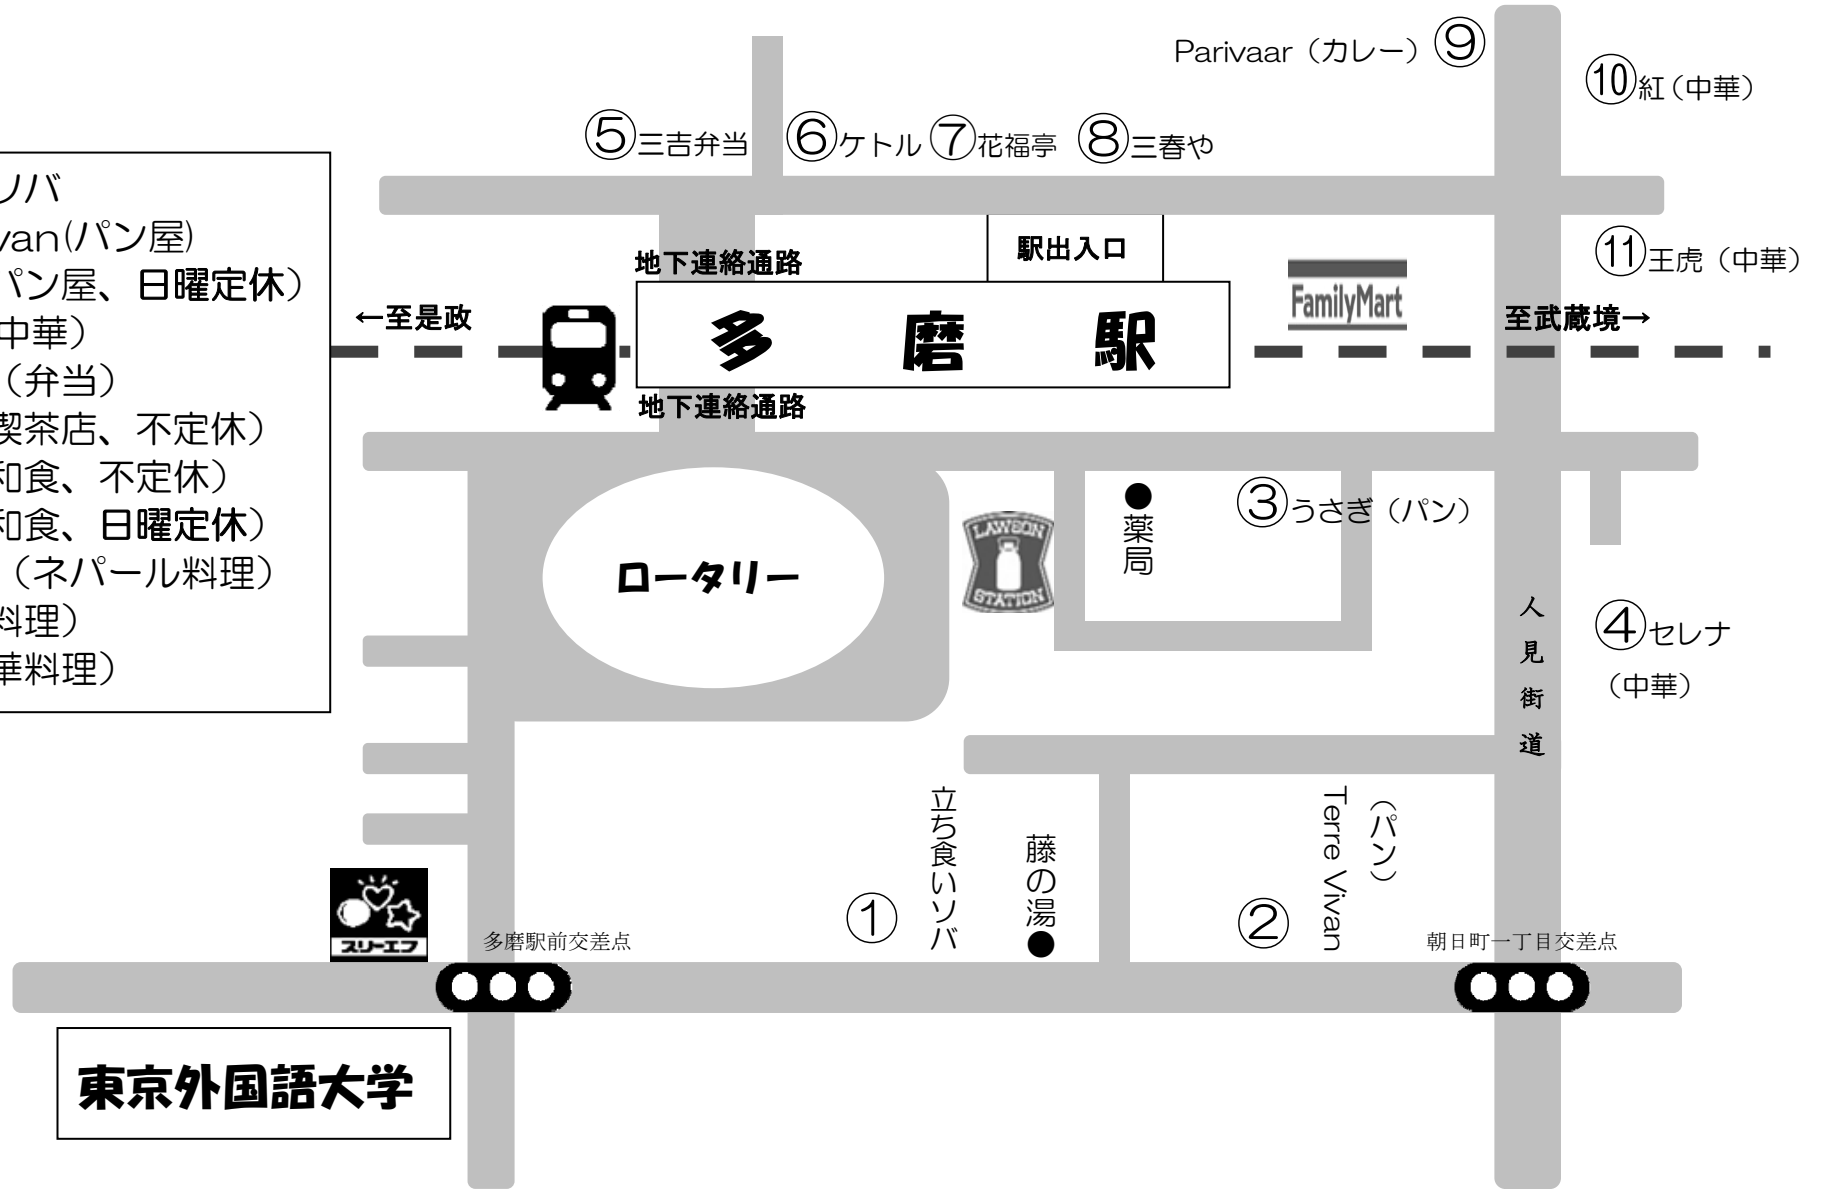 Parivaar（カレー）⑨
⑩紅（中華）
⑤三吉弁当
⑥ケトル
⑦花福亭
⑧三春や
ソバ
van(パン屋)
パン屋、日曜定休）
中華）
（弁当）
喫茶店、不定休）
和食、不定休）
和食、日曜定休）
（ネパール料理）
料理）
華料理）
地下連絡通路
駅出入口
⑪王虎（中華）
FamilyMart
←至是政
多磨駅
至武蔵境→
地下連絡通路
ロータリー
LAWSON
STATION
●薬局
③うさぎ（パン）
人見街道
④セレナ
（中華）
①
立ち食いソバ
藤の湯●
②
Terre Vivan
（パン）
スリーエフ
多磨駅前交差点
朝日町一丁目交差点
東京外国語大学